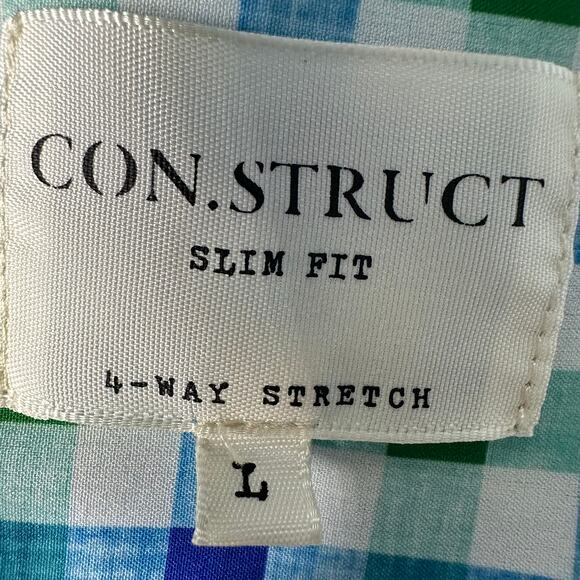 CON.STRUCT
SLIM FIT
4-WAY STRETCH
L